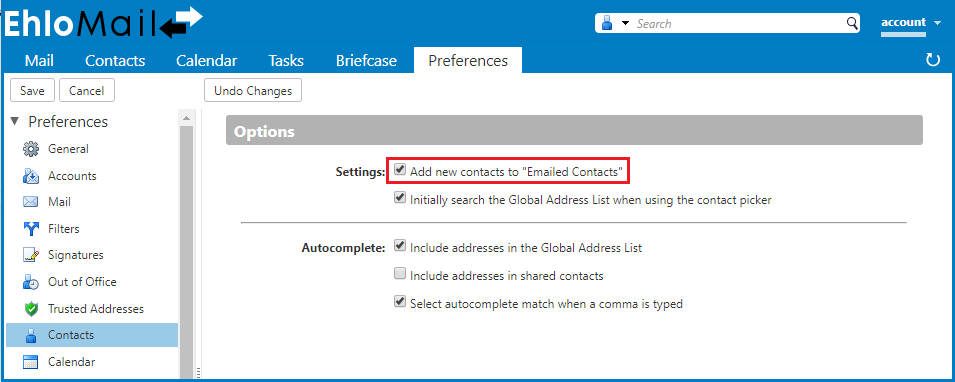 EhloMail
Search
account
Mail Contacts Calendar Tasks Briefcase Preferences
Save Cancel Undo Changes
Preferences
General
Accounts
Mail
Filters
Signatures
Out of Office
Trusted Addresses
Contacts
Calendar
Options
Settings: Add new contacts to "Emailed Contacts"
Initially search the Global Address List when using the contact picker
Autocomplete: Include addresses in the Global Address List
Include addresses in shared contacts
Select autocomplete match when a comma is typed